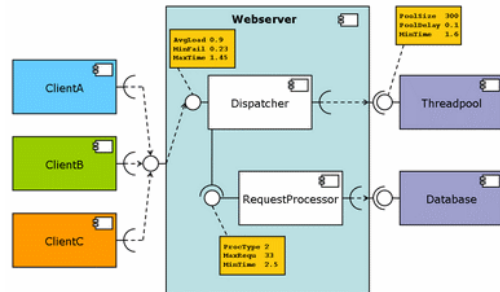 Webserver
AvgLoad 0.9
MinFail 0.23
MaxTime 1.45
PoolSize 300
PoolDelay 0.1
MinTime 1.6
ClientA
Dispatcher
Threadpool
ClientB
RequestProcessor
Database
ClientC
ProcType 2
MaxRequ 33
MinTime 2.5